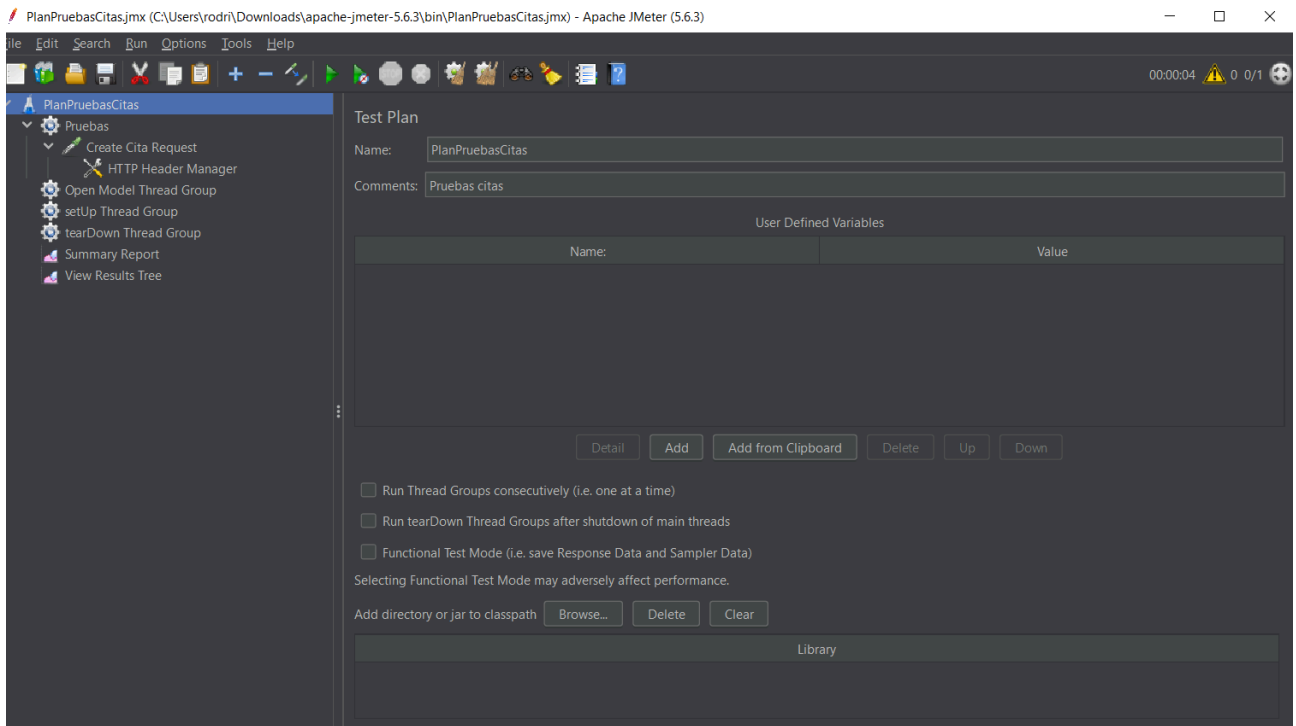 PlanPruebasCitas.jmx (C:\Users\rodri\Downloads\apache-jmeter-5.6.3\bin\PlanPruebasCitas.jmx) - Apache JMeter (5.6.3)
ile Edit Search Run Options Tools Help
00:00:04 0 0/1
PlanPruebasCitas
Pruebas
Create Cita Request
HTTP Header Manager
Open Model Thread Group
setUp Thread Group
tearDown Thread Group
Summary Report
View Results Tree
Test Plan
Name: PlanPruebasCitas
Comments: Pruebas citas
User Defined Variables
Name: Value
Detail Add Add from Clipboard Delete Up Down
Run Thread Groups consecutively (i.e. one at a time)
Run tearDown Thread Groups after shutdown of main threads
Functional Test Mode (i.e. save Response Data and Sampler Data)
Selecting Functional Test Mode may adversely affect performance.
Add directory or jar to classpath Browse... Delete Clear
Library